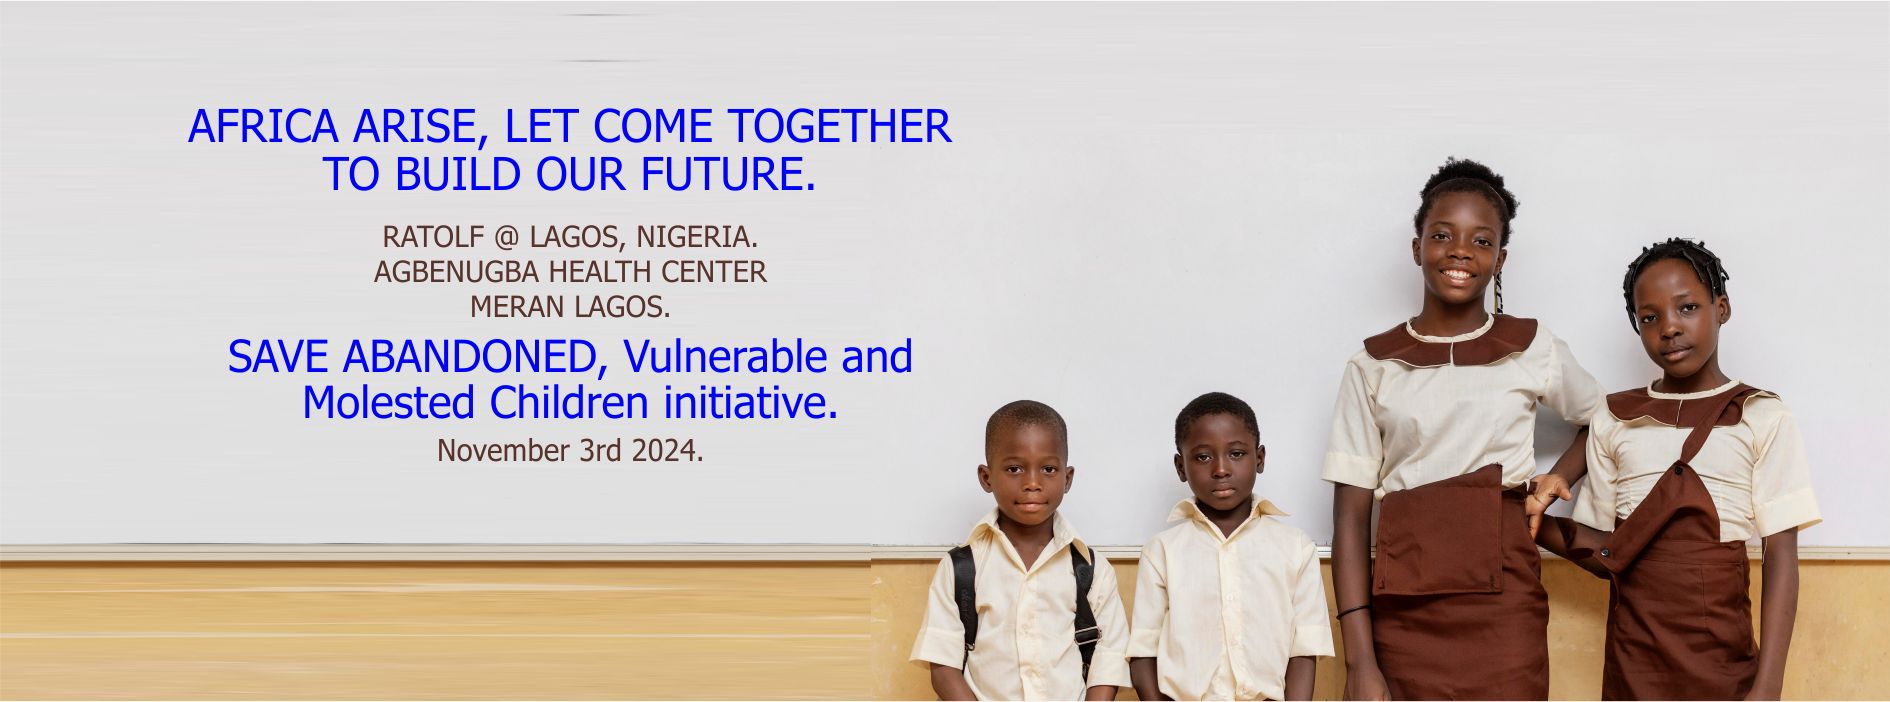 AFRICA ARISE, LET COME TOGETHER
TO BUILD OUR FUTURE.
RATOLF @ LAGOS, NIGERIA.
AGBENUGBA HEALTH CENTER
MERAN LAGOS.
SAVE ABANDONED, Vulnerable and
Molested Children initiative.
November 3rd 2024.